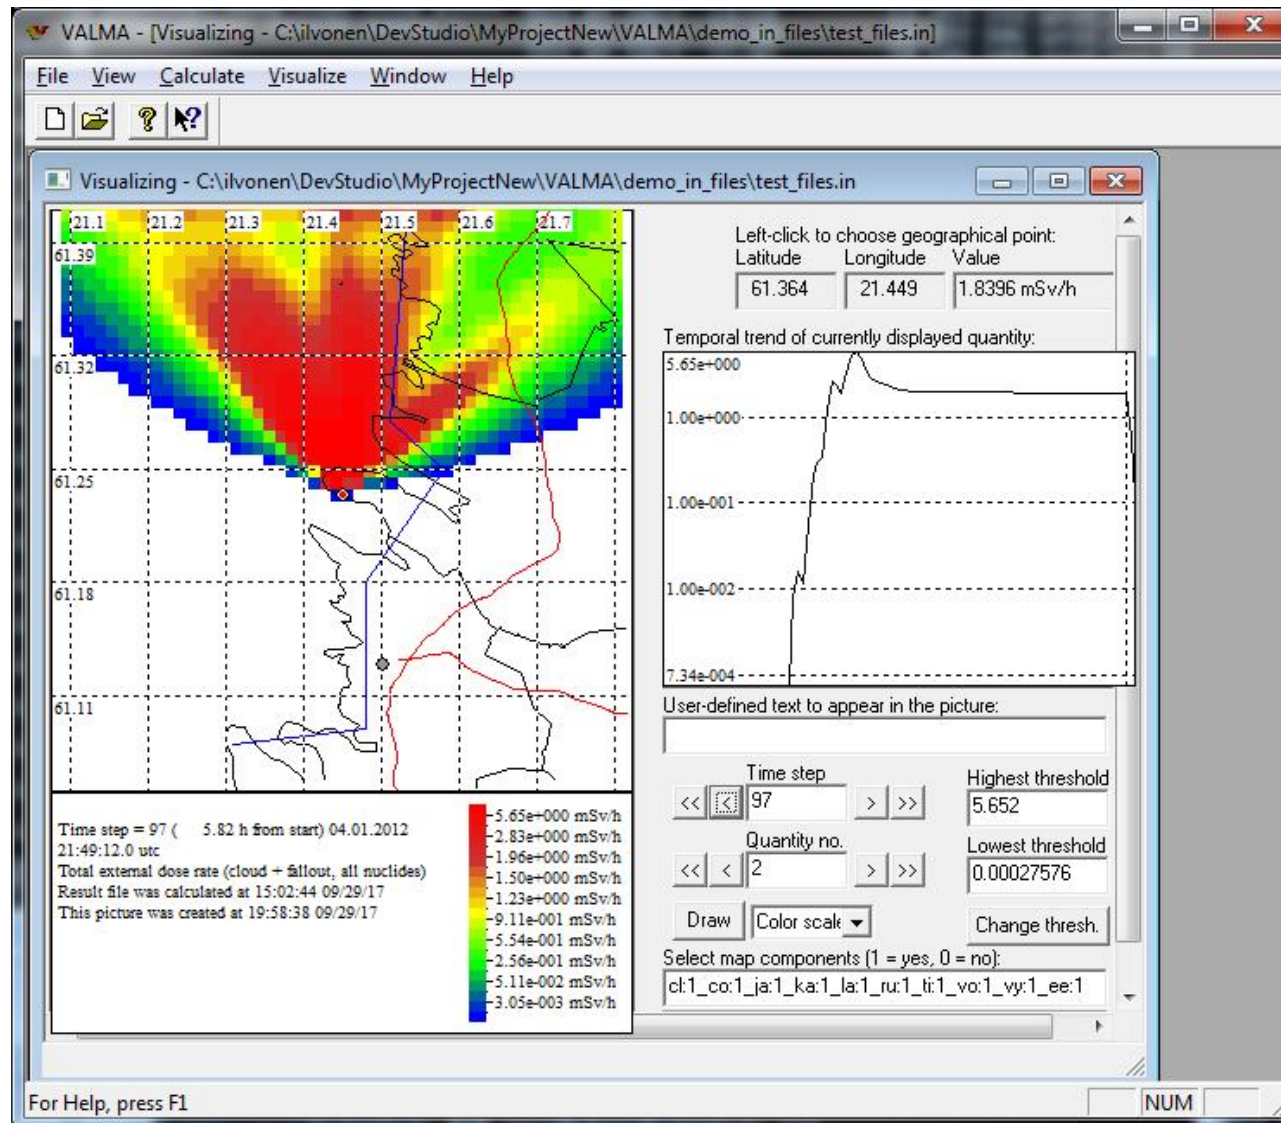 VALMA - [Visualizing - C:\ilvonen\DevStudio\MyProjectNew\VALMA\demo_in_files\test_files.in]
File View Calculate Visualize Window Help
Visualizing - C:\ilvonen\DevStudio\MyProjectNew\VALMA\demo_in_files\test_files.in
21.1 21.2 21.3 21.4 21.5 21.6 21.7
61.39
61.32
61.25
61.18
61.11
Time step = 97 ( 5.82 h from start) 04.01.2012
21:49:12.0 utc
Total external dose rate (cloud + fallout, all nuclides)
Result file was calculated at 15:02:44 09/29/17
This picture was created at 19:58:38 09/29/17
5.65e+000 mSv/h
2.83e+000 mSv/h
1.96e+000 mSv/h
1.50e+000 mSv/h
1.23e+000 mSv/h
9.11e-001 mSv/h
5.54e-001 mSv/h
2.56e-001 mSv/h
5.11e-002 mSv/h
3.05e-003 mSv/h
Left-click to choose geographical point:
Latitude Longitude Value
61.364 21.449 1.8396 mSv/h
Temporal trend of currently displayed quantity:
5.65e+000
1.00e+000
1.00e-001
1.00e-002
7.34e-004
User-defined text to appear in the picture:
Time step Highest threshold
<< < 97 > >> 5.652
Quantity no. Lowest threshold
<< < 2 > >> 0.00027576
Draw Color scale Change thresh.
Select map components (1 = yes, 0 = no):
cl:1_co:1_ja:1_ka:1_la:1_ru:1_ti:1_vo:1_vy:1_ee:1
For Help, press F1 NUM